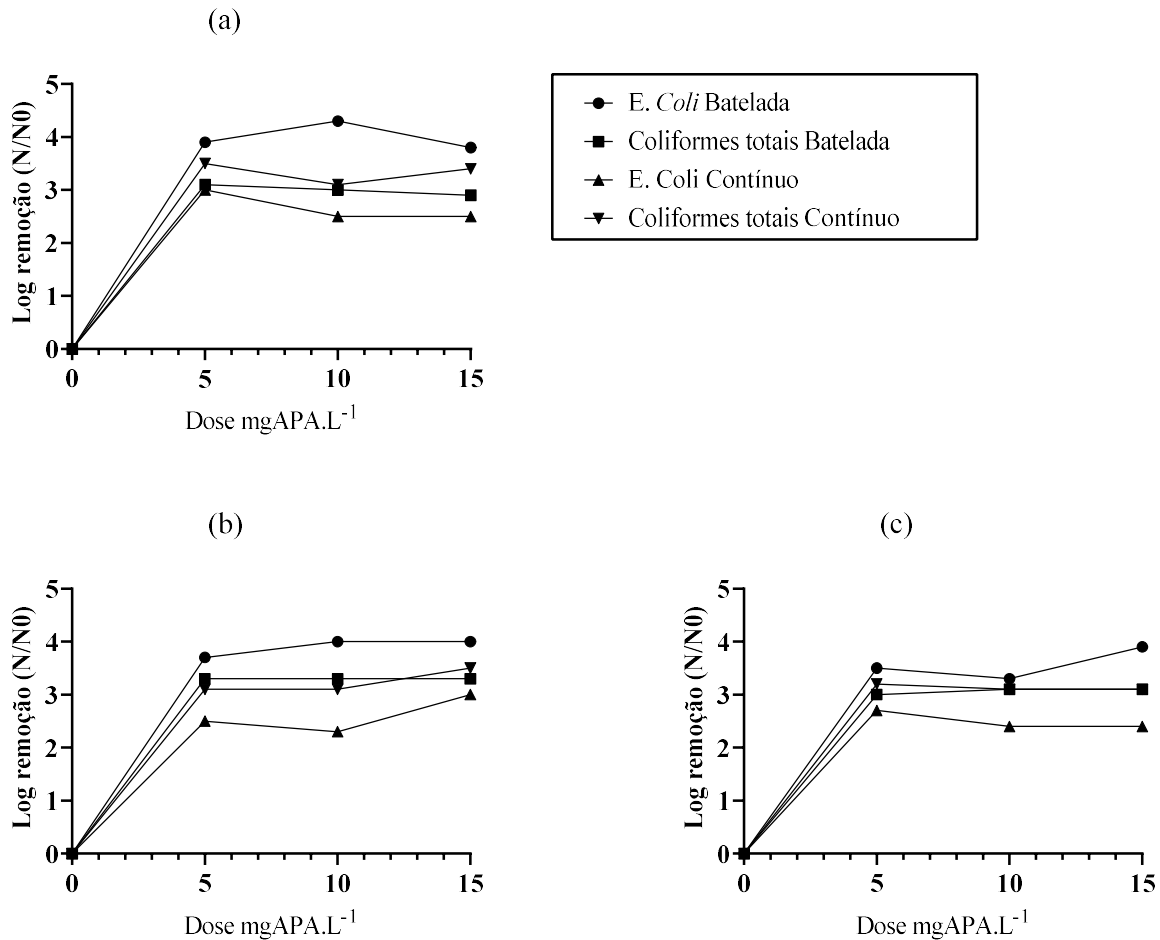 (a)
Log remoção (N/N0)
5
4
3
2
1
0
0 5 10 15
Dose mgAPA.L⁻¹
E. Coli Batelada
Coliformes totais Batelada
E. Coli Contínuo
Coliformes totais Contínuo
(b)
Log remoção (N/N0)
5
4
3
2
1
0
0 5 10 15
Dose mgAPA.L⁻¹
(c)
Log remoção (N/N0)
5
4
3
2
1
0
0 5 10 15
Dose mgAPA.L⁻¹